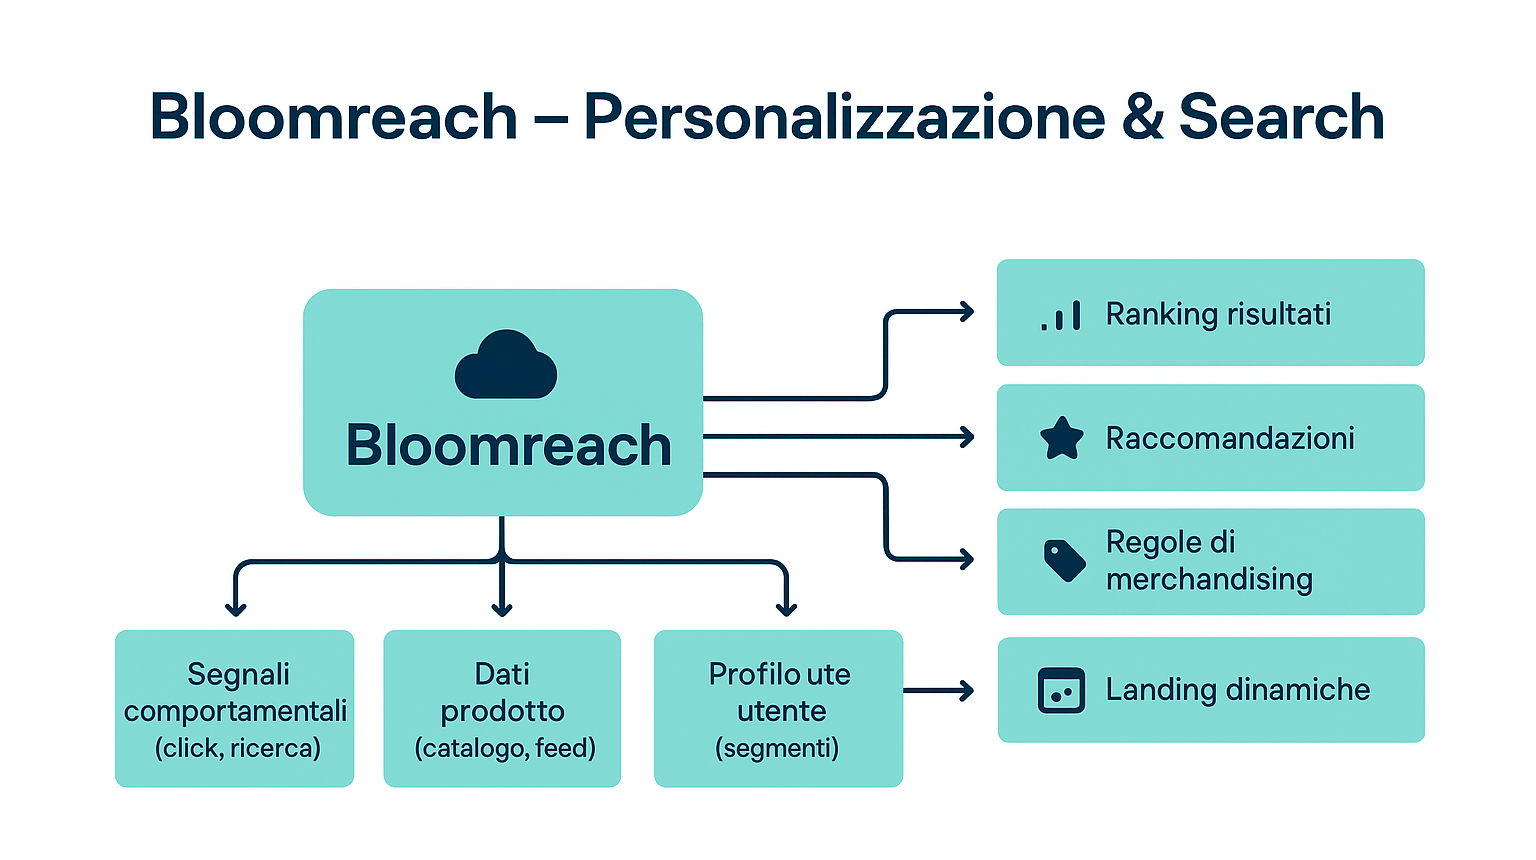 Bloomreach – Personalizzazione & Search
Bloomreach
Ranking risultati
Raccomandazioni
Regole di
merchandising
Landing dinamiche
Segnali
comportamentali
(click, ricerca)
Dati
prodotto
(catalogo, feed)
Profilo ute
utente
(segmenti)